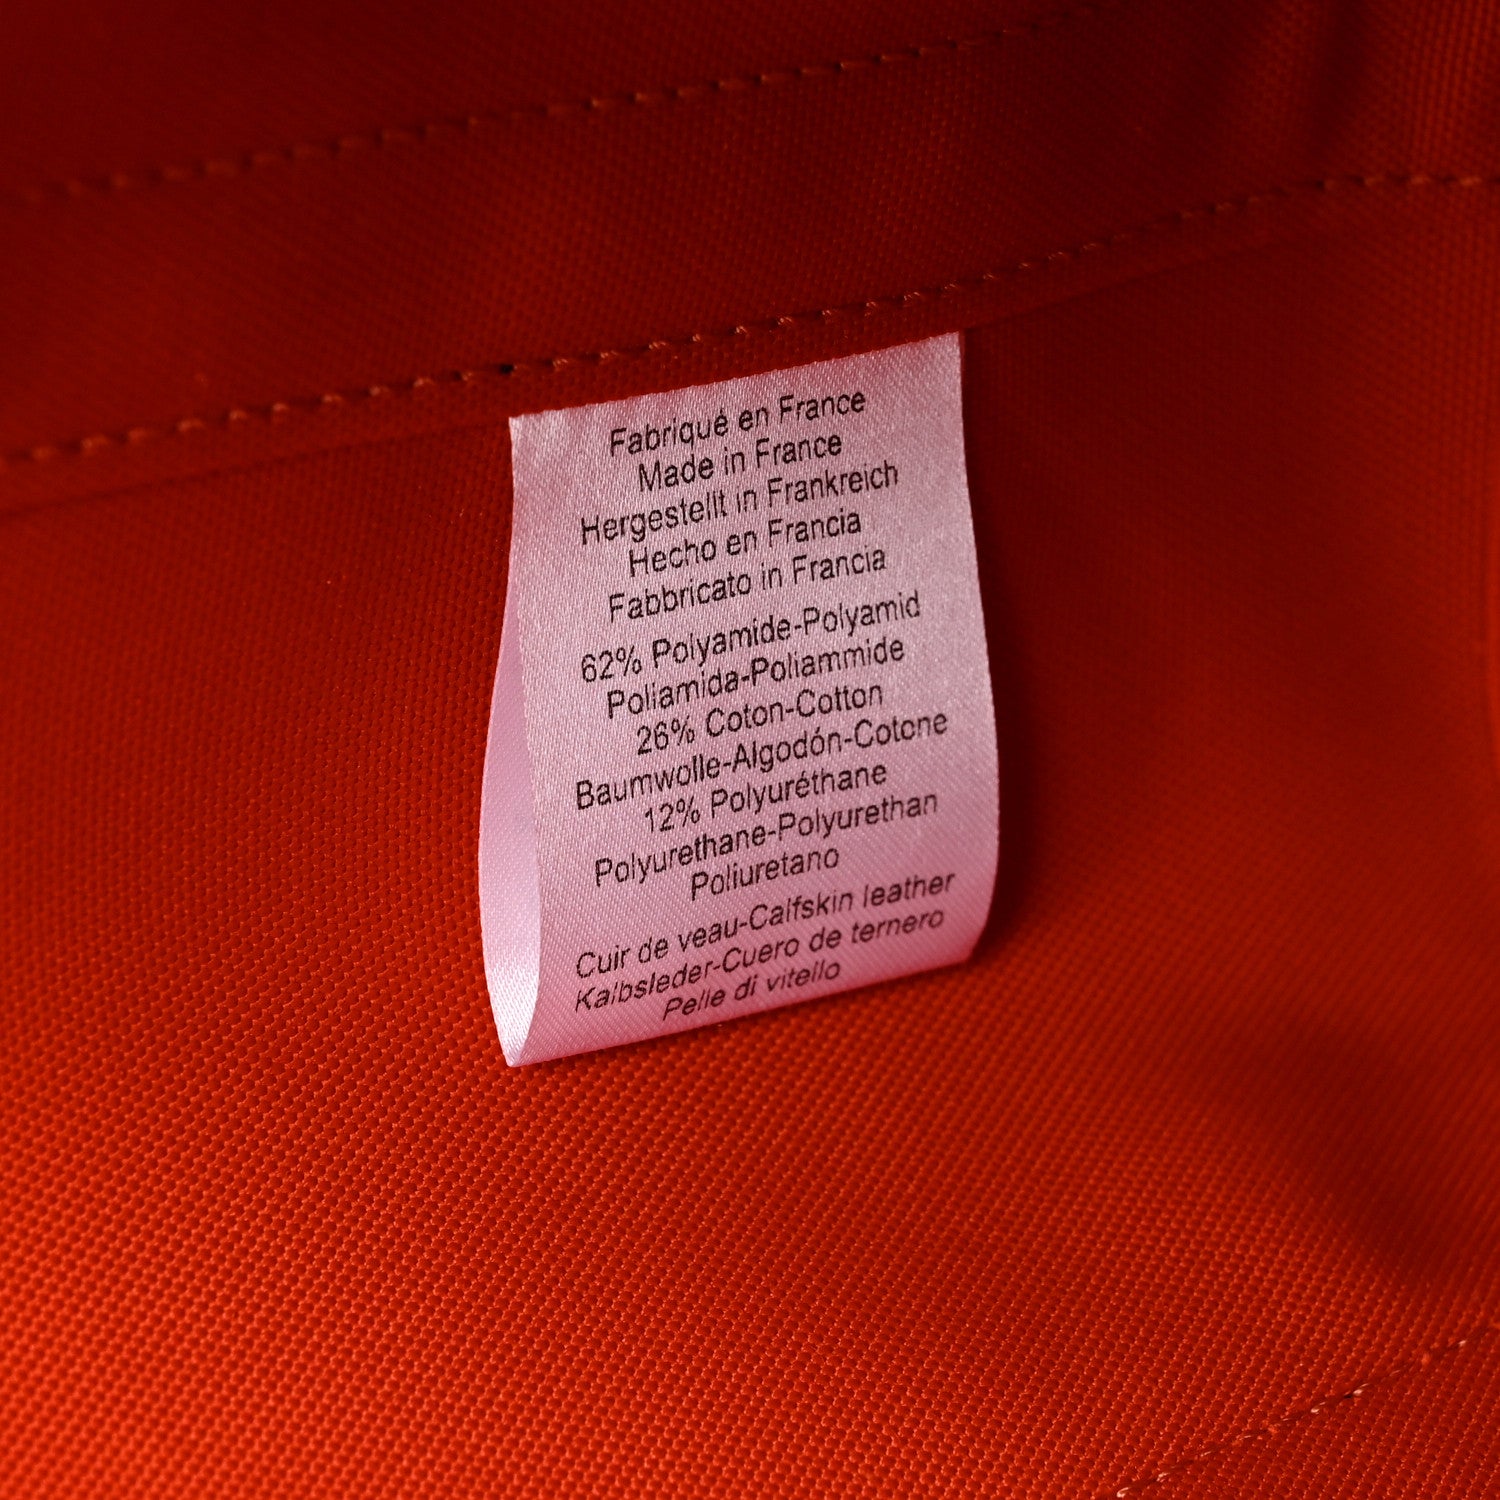 Fabriqué en France
Made in France
Hergestellt in Frankreich
Hecho en Francia
Fabbricato in Francia
62% Polyamide-Polyamid
Poliamida-Poliammide
26% Coton-Cotton
Baumwolle-Algodón-Cotone
12% Polyuréthane
Polyurethane-Polyurethan
Poliuretano
Cuir de veau-Calfskin leather
Kalbsleder-Cuero de ternero
Pelle di vitello